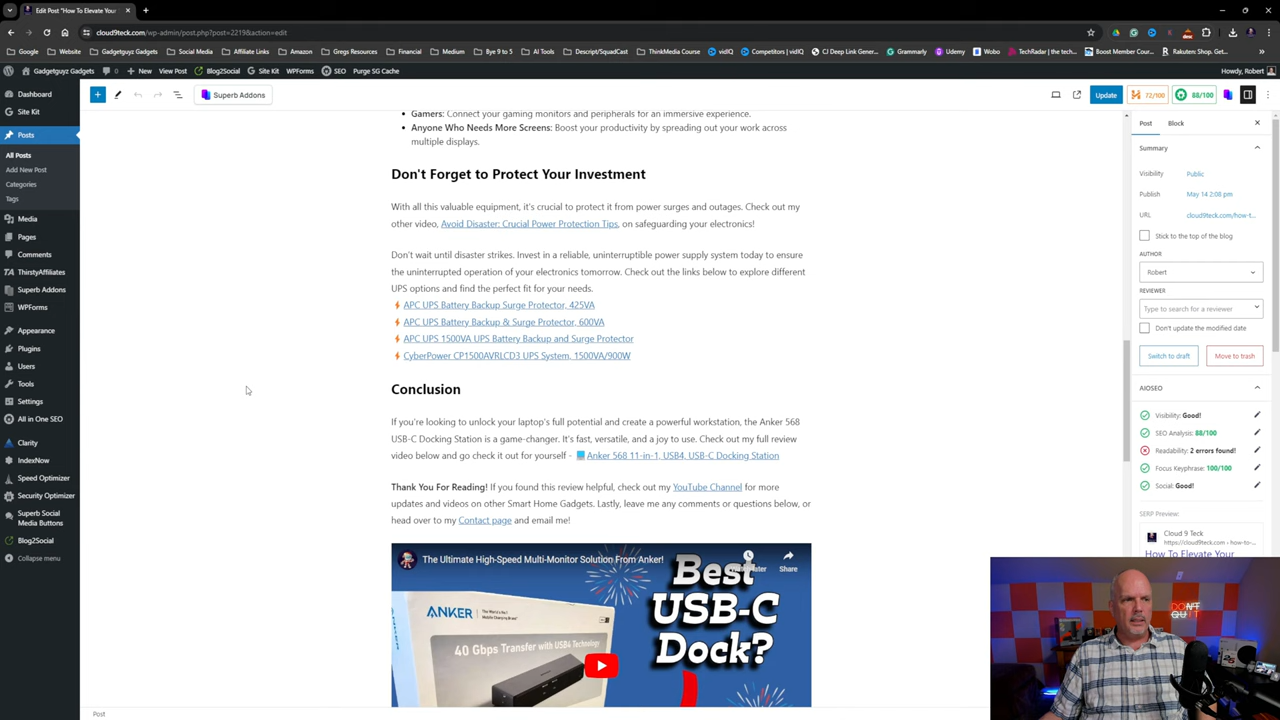 Edit Post "How To Elevate Your
cloud9teck.com/wp-admin/post.php?post=2219&action=edit
Google
Website
Social Media
Affiliate Links
Gadgetguyz Gadgets
Amazon
Gregs Resources
Financial
Bye 9 to 5
AI Tools
Descript/SquadCast
ThinkMedia Course
vidIQ
Competitors | vidIQ
CJ Deep Link Gener...
Grammarly
Udemy
Wobo
TechRadar | the tec...
Boost Member Cour...
Rakuten: Shop. Get...
All Bookmarks
Gadgetguyz Gadgets
0
New
View Post
Blog2Social
Site Kit
WPForms
SEO
Purge SG Cache
Howdy, Robert
Superb Addons
Update
72/100
88/100
Dashboard
Site Kit
Posts
All Posts
Add New Post
Categories
Tags
Media
Pages
Comments
ThirstyAffiliates
Superb Addons
WPForms
Appearance
Plugins
Users
Tools
Settings
All in One SEO
Clarity
IndexNow
Speed Optimizer
Security Optimizer
Superb Social
Media Buttons
Blog2Social
Collapse menu
Gamers: Connect your gaming monitors and peripherals for an immersive experience.
Anyone Who Needs More Screens: Boost your productivity by spreading out your work across
multiple displays.
Don't Forget to Protect Your Investment
With all this valuable equipment, it's crucial to protect it from power surges and outages. Check out my
other video, Avoid Disaster: Crucial Power Protection Tips, on safeguarding your electronics!
Don't wait until disaster strikes. Invest in a reliable, uninterruptible power supply system today to ensure
the uninterrupted operation of your electronics tomorrow. Check out the links below to explore different
UPS options and find the perfect fit for your needs.
APC UPS Battery Backup Surge Protector, 425VA
APC UPS Battery Backup & Surge Protector, 600VA
APC UPS 1500VA UPS Battery Backup and Surge Protector
CyberPower CP1500AVRLCD3 UPS System, 1500VA/900W
Conclusion
If you're looking to unlock your laptop's full potential and create a powerful workstation, the Anker 568
USB-C Docking Station is a game-changer. It's fast, versatile, and a joy to use. Check out my full review
video below and go check it out for yourself - Anker 568 11-in-1, USB4, USB-C Docking Station
Thank You For Reading! If you found this review helpful, check out my YouTube Channel for more
updates and videos on other Smart Home Gadgets. Lastly, leave me any comments or questions below, or
head over to my Contact page and email me!
The Ultimate High-Speed Multi-Monitor Solution From Anker!
Share
Best
USB-C
Dock?
ANKER
40 Gbps Transfer with USB4 Technology
Post
Block
Summary
Visibility
Public
Publish
May 14 2:08 pm
URL
cloud9teck.com/how-t...
Stick to the top of the blog
AUTHOR
Robert
REVIEWER
Type to search for a reviewer
Don't update the modified date
Switch to draft
Move to trash
AIOSEO
Visibility: Good!
SEO Analysis: 88/100
Readability: 2 errors found!
Focus Keyphrase: 100/100
Social: Good!
SERP Preview:
Cloud 9 Teck
https://cloud9teck.com › how-to-...
How To Elevate Your
DON'T
QUIT
Post